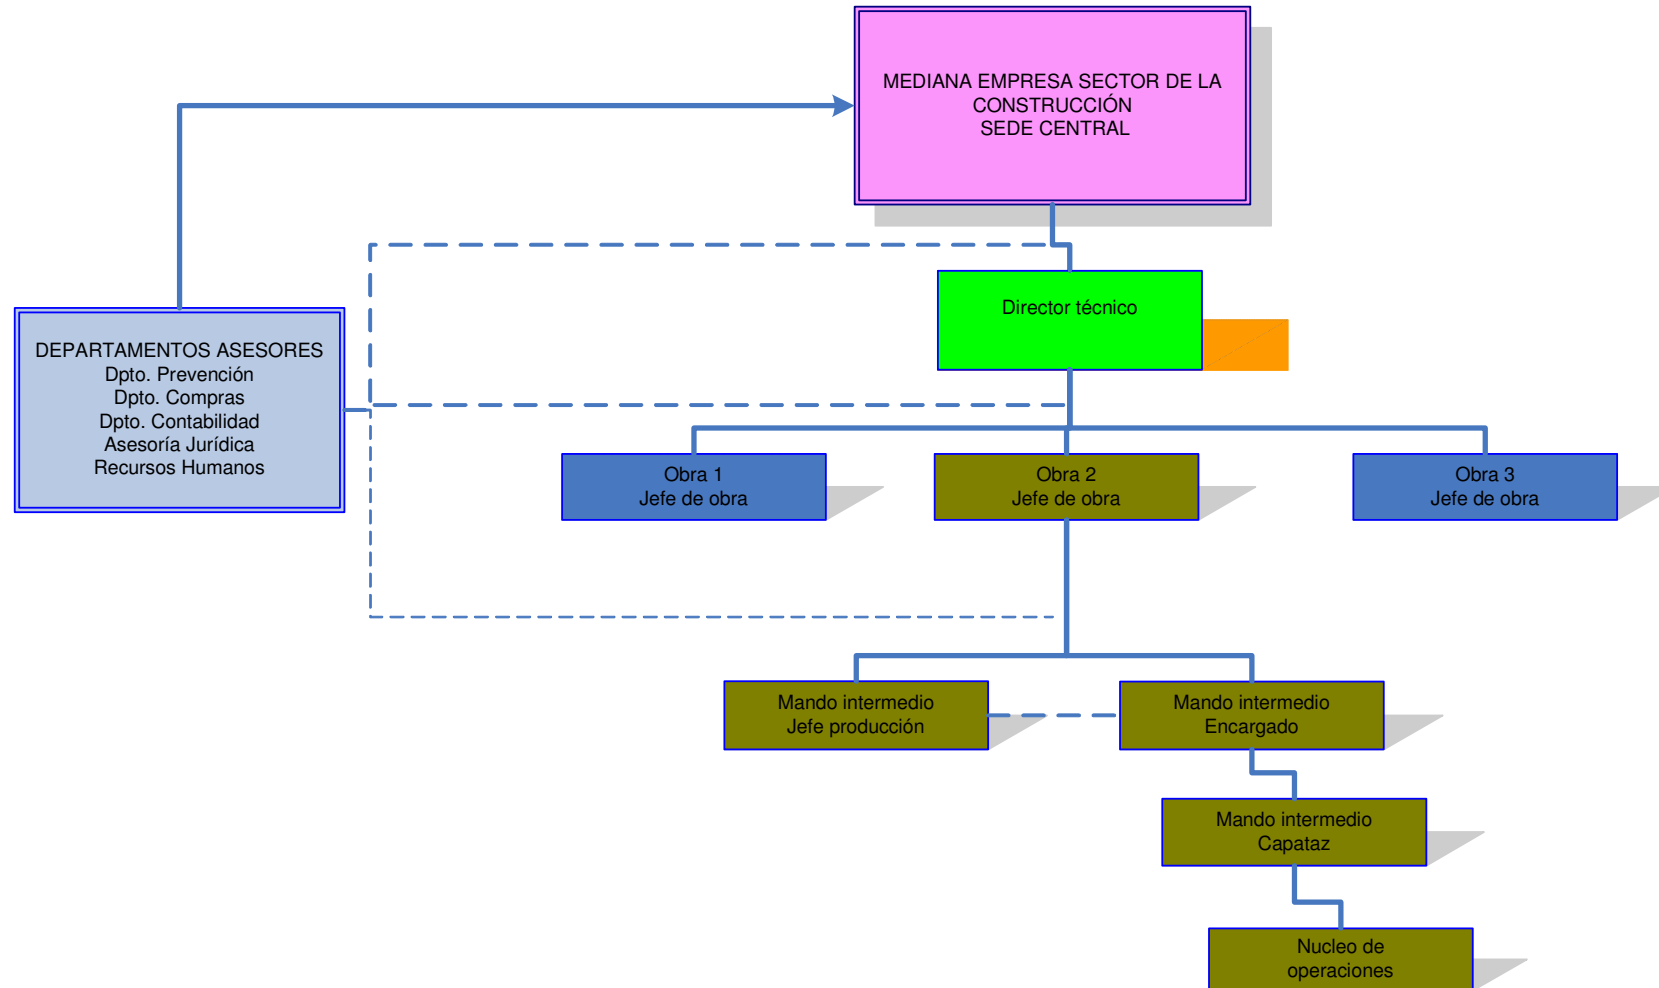 MEDIANA EMPRESA SECTOR DE LA
CONSTRUCCIÓN
SEDE CENTRAL
Director técnico
DEPARTAMENTOS ASESORES
Dpto. Prevención
Dpto. Compras
Dpto. Contabilidad
Asesoría Jurídica
Recursos Humanos
Obra 1
Jefe de obra
Obra 2
Jefe de obra
Obra 3
Jefe de obra
Mando intermedio
Jefe producción
Mando intermedio
Encargado
Mando intermedio
Capataz
Nucleo de
operaciones